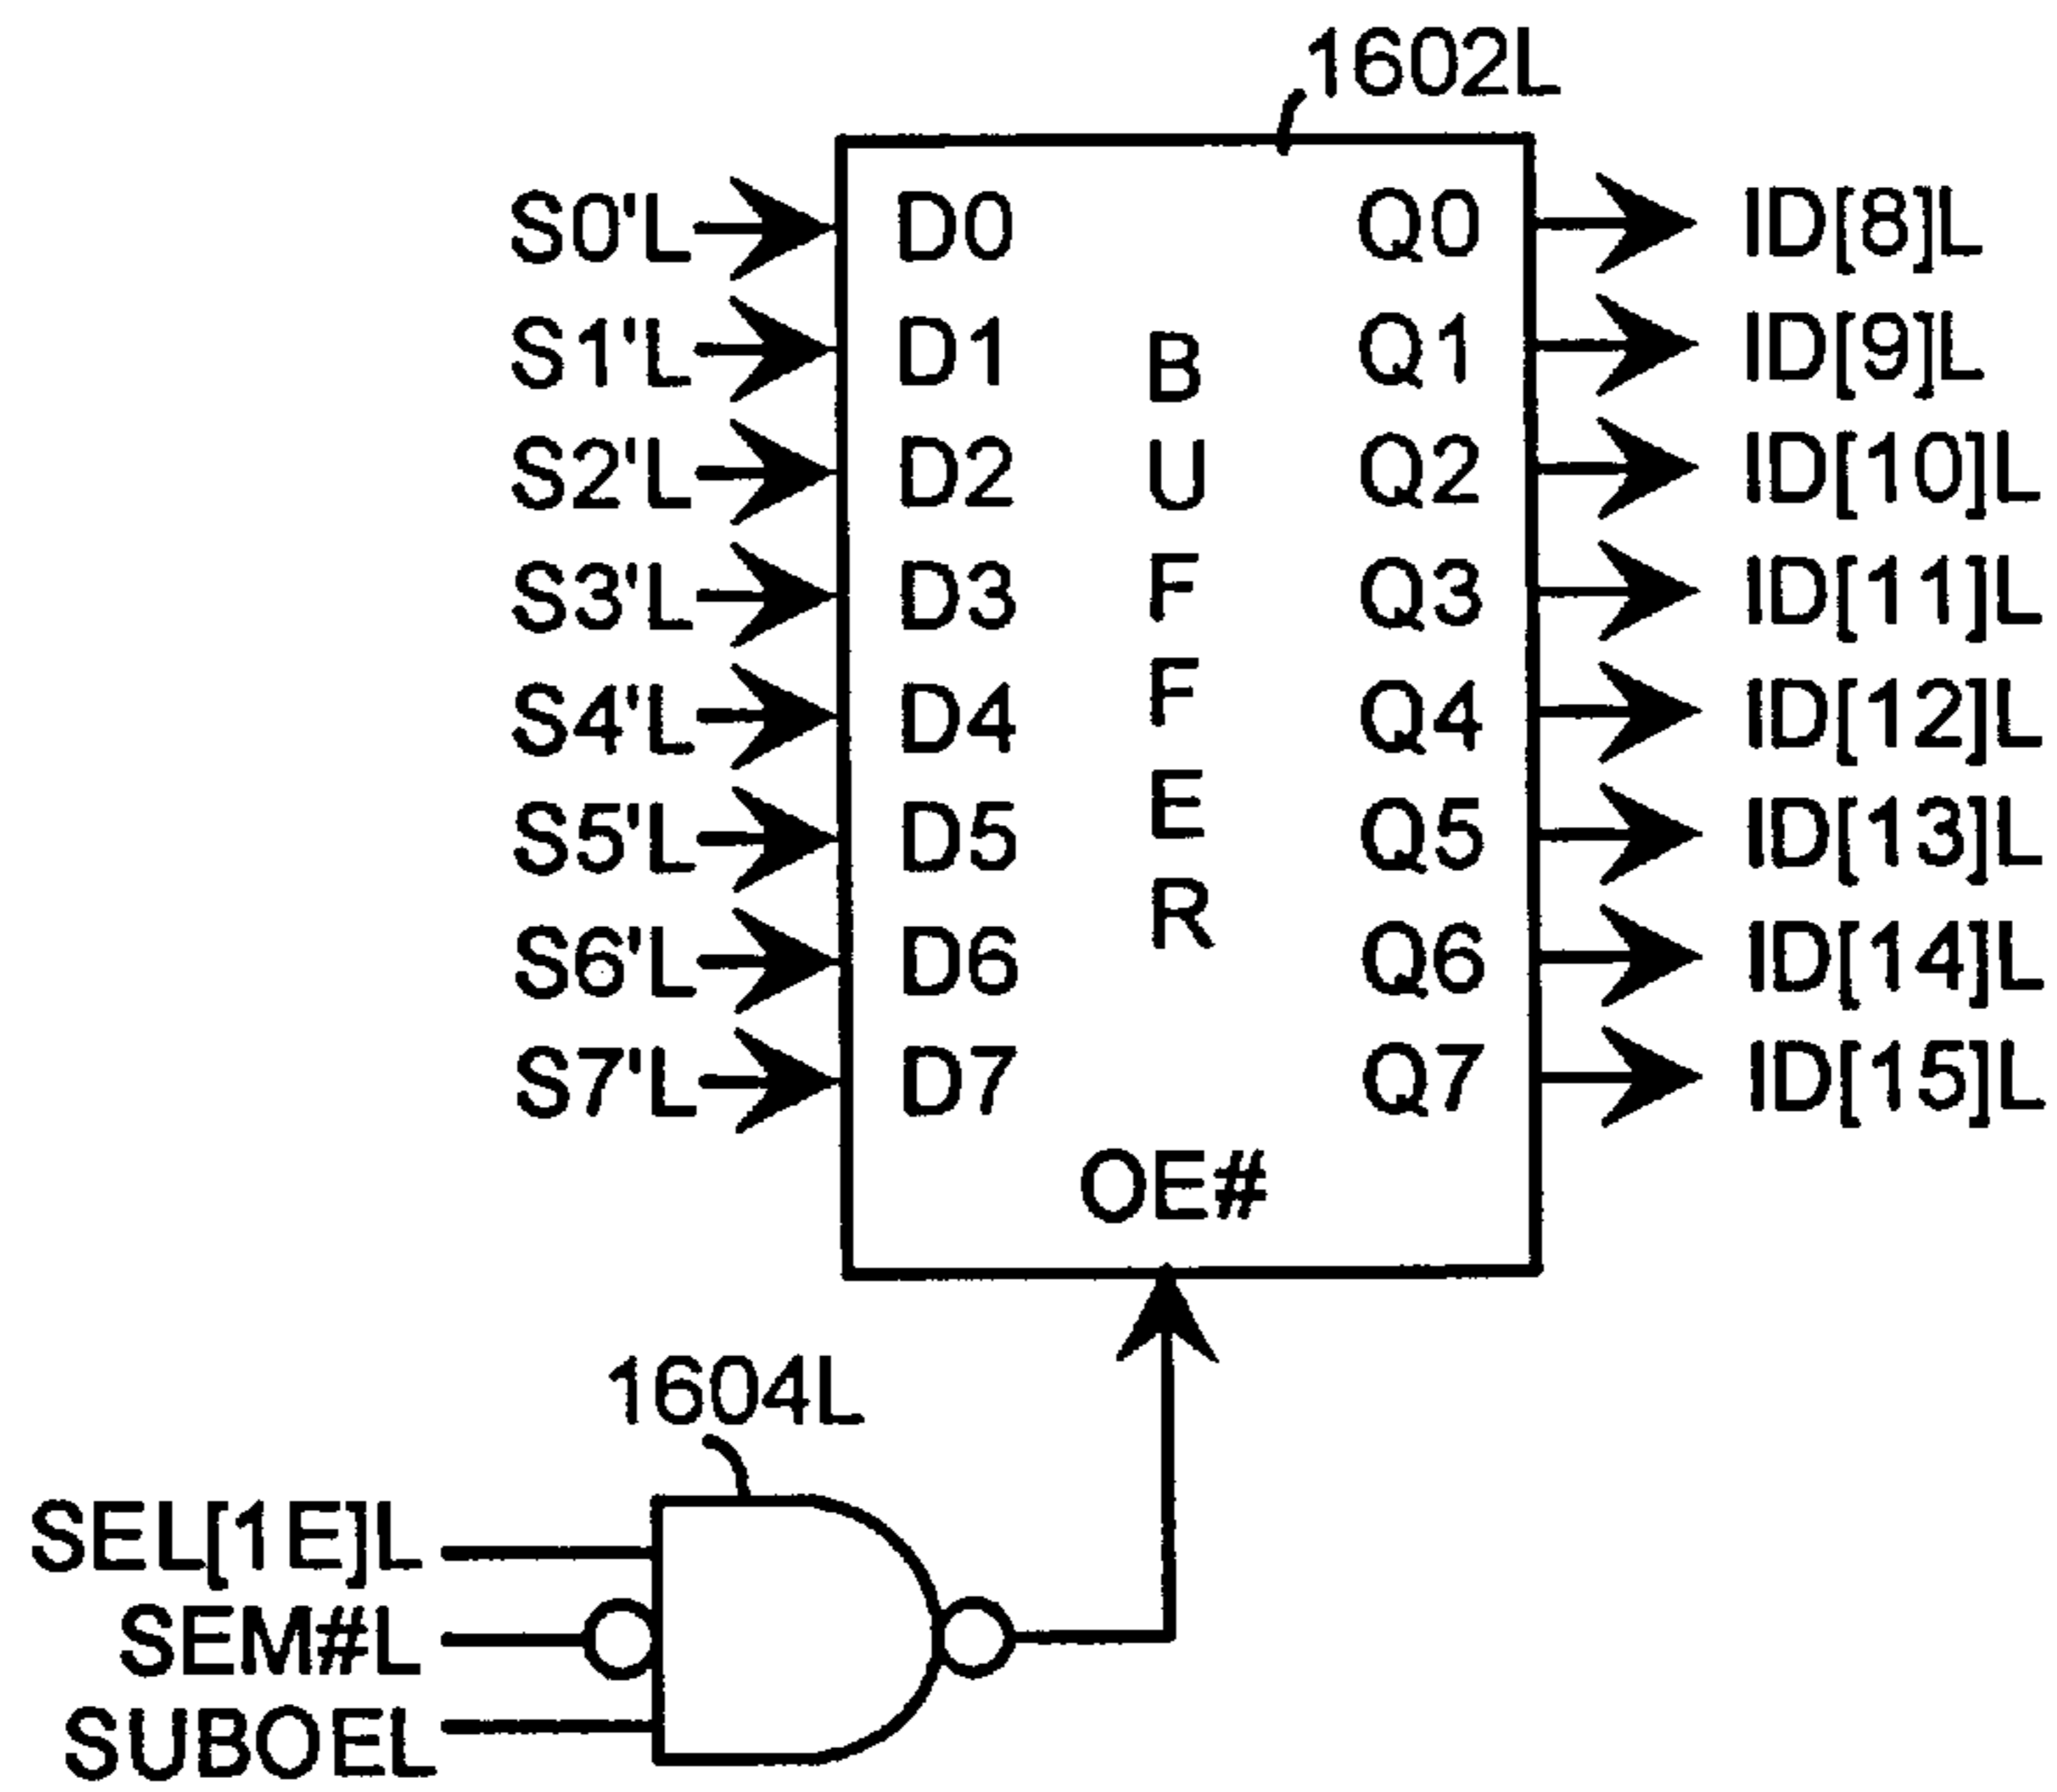 1602L
S0'L D0 Q0 ID[8]L
S1'L D1 Q1 ID[9]L
S2'L D2 Q2 ID[10]L
S3'L D3 Q3 ID[11]L
S4'L D4 Q4 ID[12]L
S5'L D5 Q5 ID[13]L
S6'L D6 Q6 ID[14]L
S7'L D7 Q7 ID[15]L
BUFFER
OE#
1604L
SEL[1E]L
SEM#L
SUBOEL